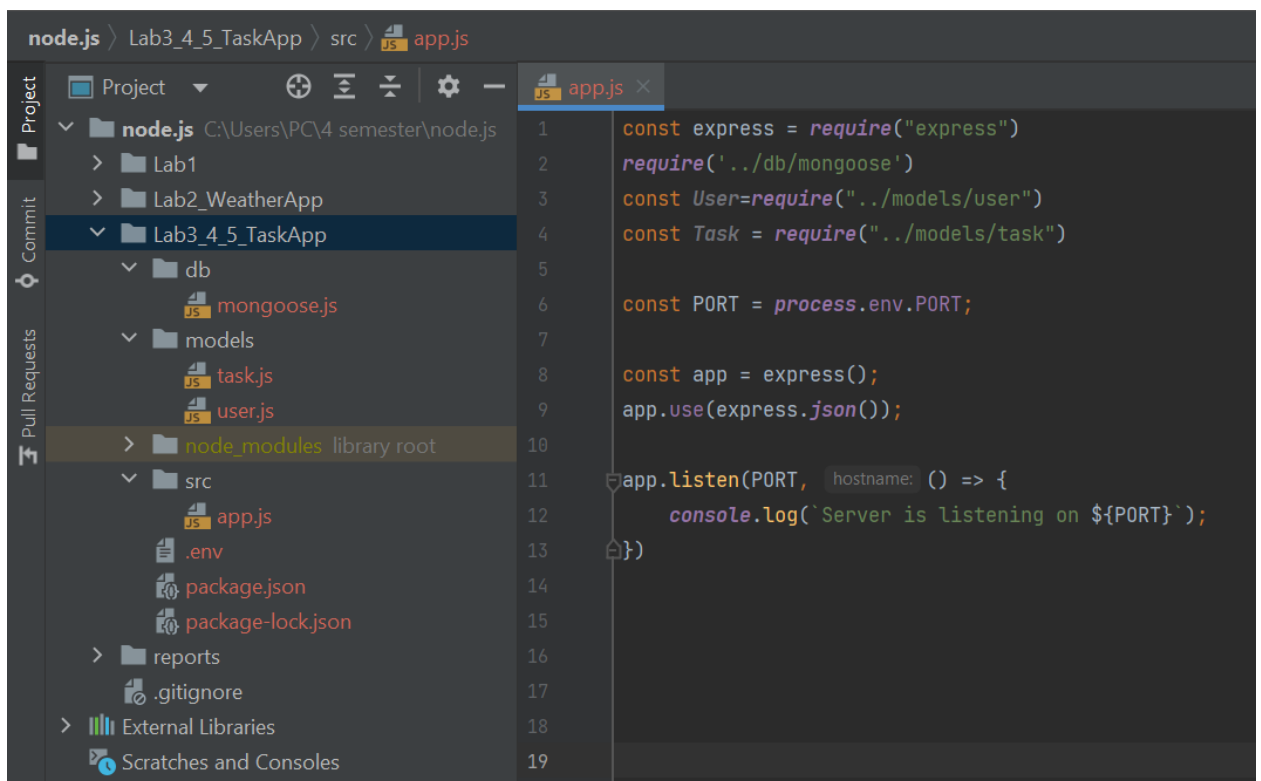 node.js 〉 Lab3_4_5_TaskApp 〉 src 〉 app.js
Project
Commit
Pull Requests
Project
node.js C:\Users\PC\4 semester\node.js
Lab1
Lab2_WeatherApp
Lab3_4_5_TaskApp
db
mongoose.js
models
task.js
user.js
node_modules library root
src
app.js
.env
package.json
package-lock.json
reports
.gitignore
External Libraries
Scratches and Consoles
app.js
1 const express = require("express")
2 require('../db/mongoose')
3 const User=require("../models/user")
4 const Task = require("../models/task")
5
6 const PORT = process.env.PORT;
7
8 const app = express();
9 app.use(express.json());
10
11 app.listen(PORT, hostname: () => {
12 console.log(`Server is listening on ${PORT}`);
13 })
14
15
16
17
18
19